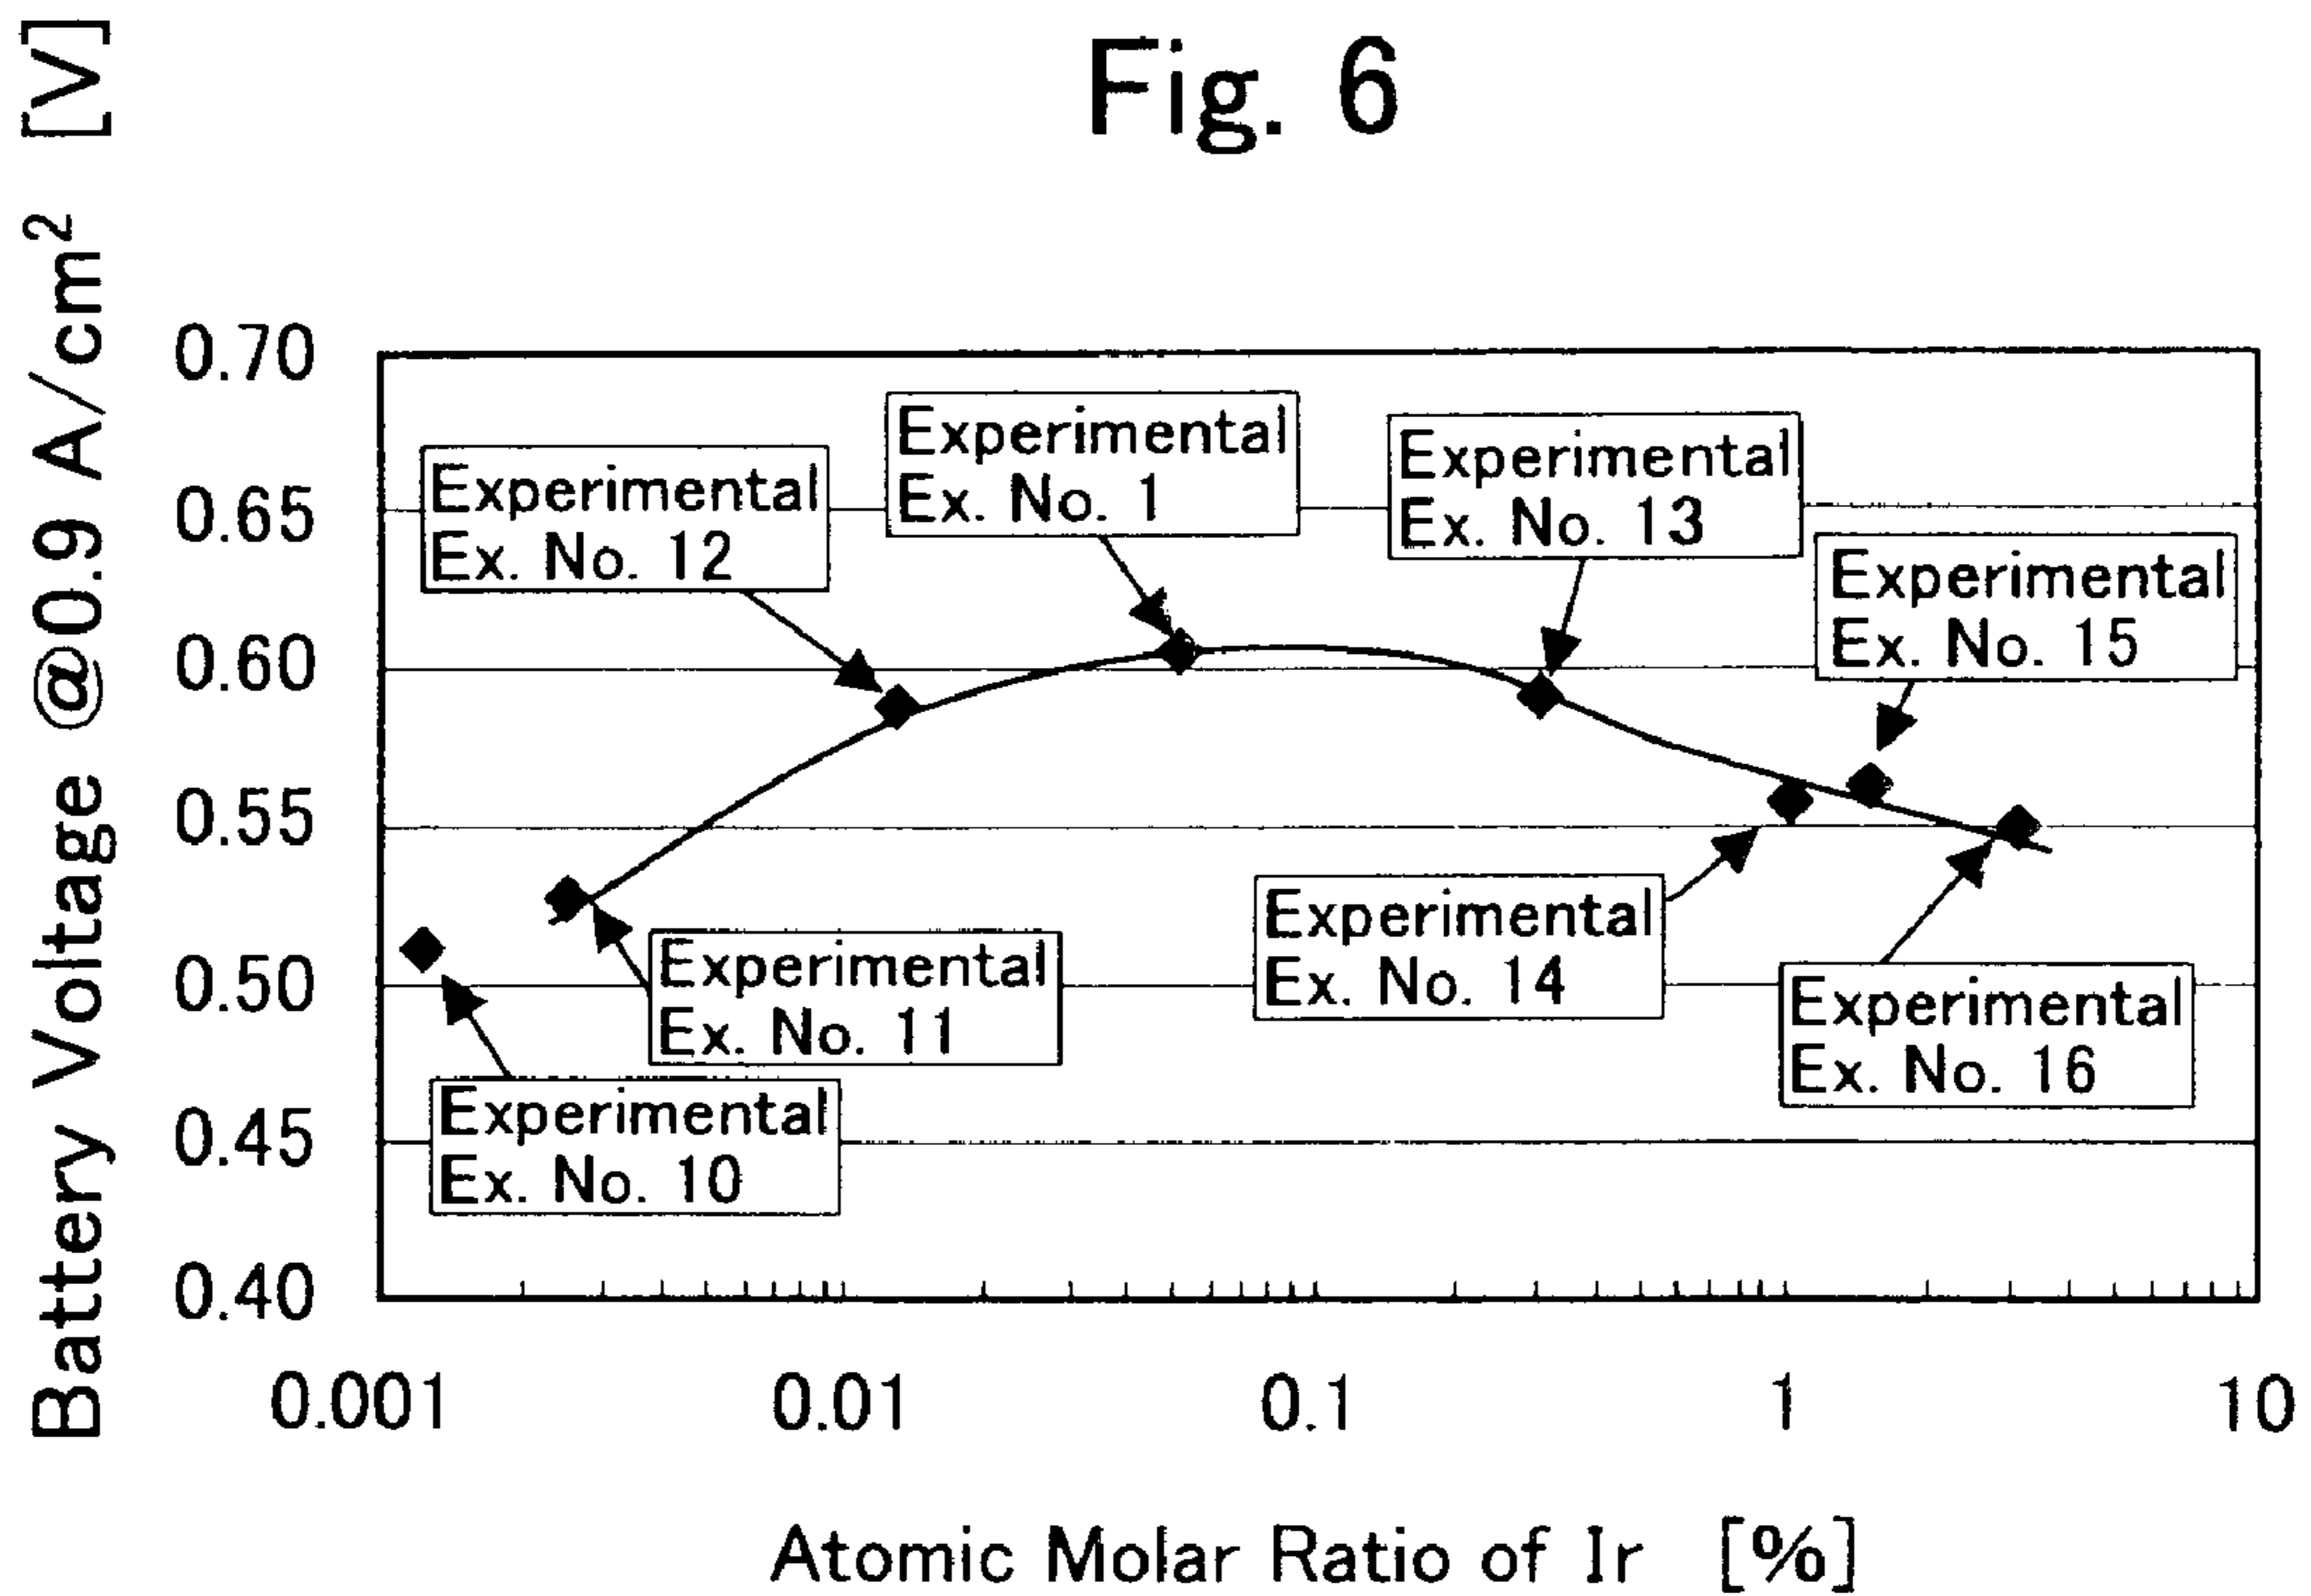 Fig. 6
Battery Voltage @0.9 A/cm² [V]
0.70
0.65
0.60
0.55
0.50
0.45
0.40
Experimental
Ex. No. 12
Experimental
Ex. No. 1
Experimental
Ex. No. 13
Experimental
Ex. No. 15
Experimental
Ex. No. 14
Experimental
Ex. No. 11
Experimental
Ex. No. 16
Experimental
Ex. No. 10
0.001 0.01 0.1 1 10
Atomic Molar Ratio of Ir [%]